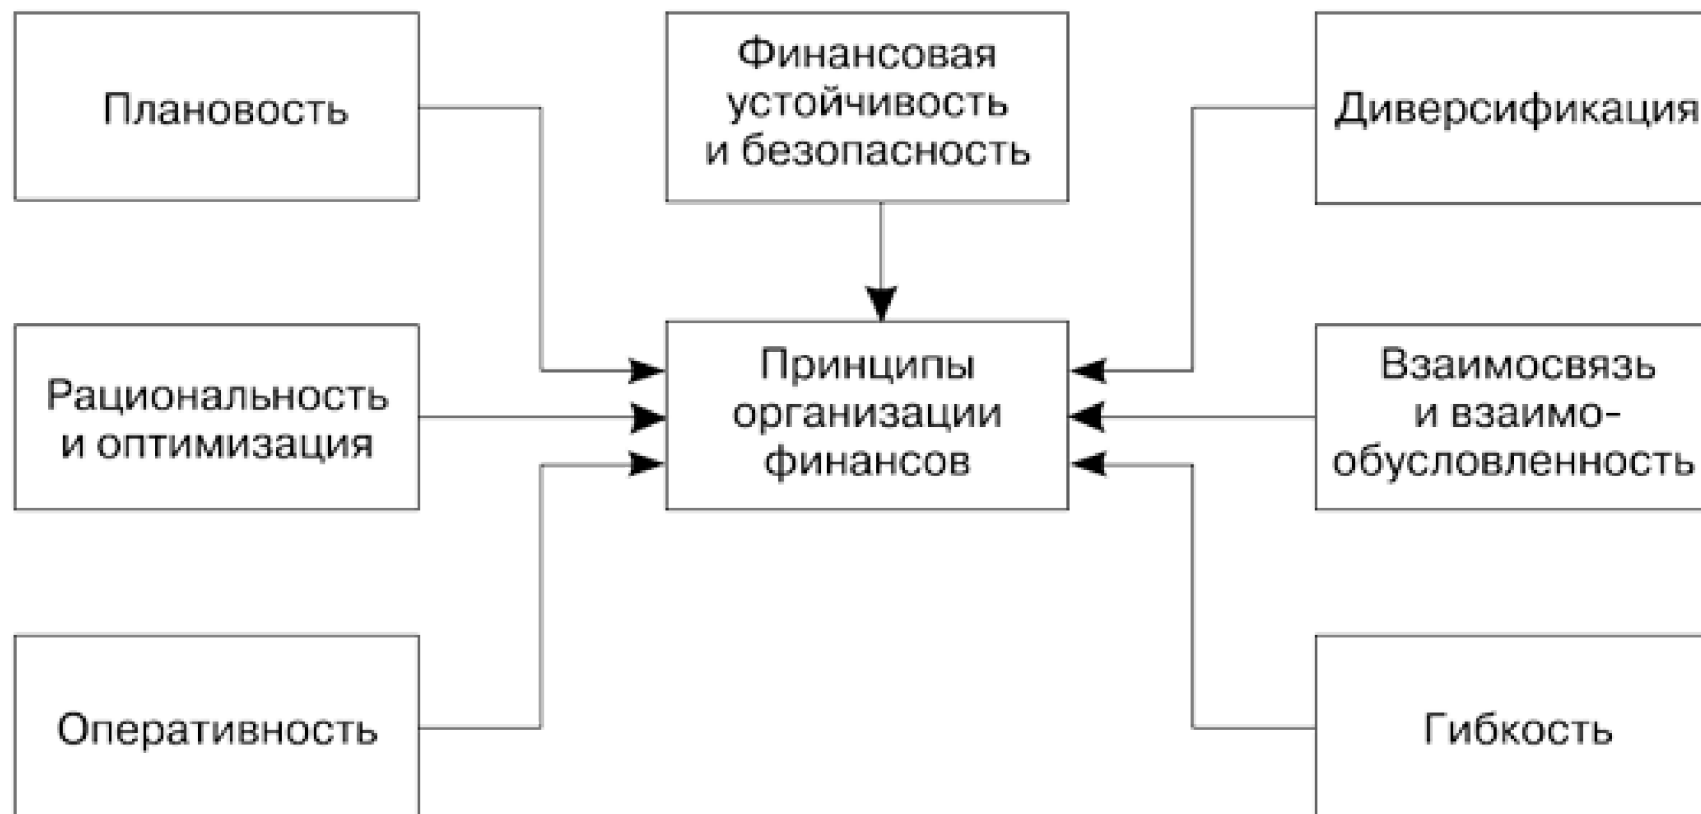 Плановость
Финансовая
устойчивость
и безопасность
Диверсификация
Рациональность
и оптимизация
Принципы
организации
финансов
Взаимосвязь
и взаимо-
обусловленность
Оперативность
Гибкость